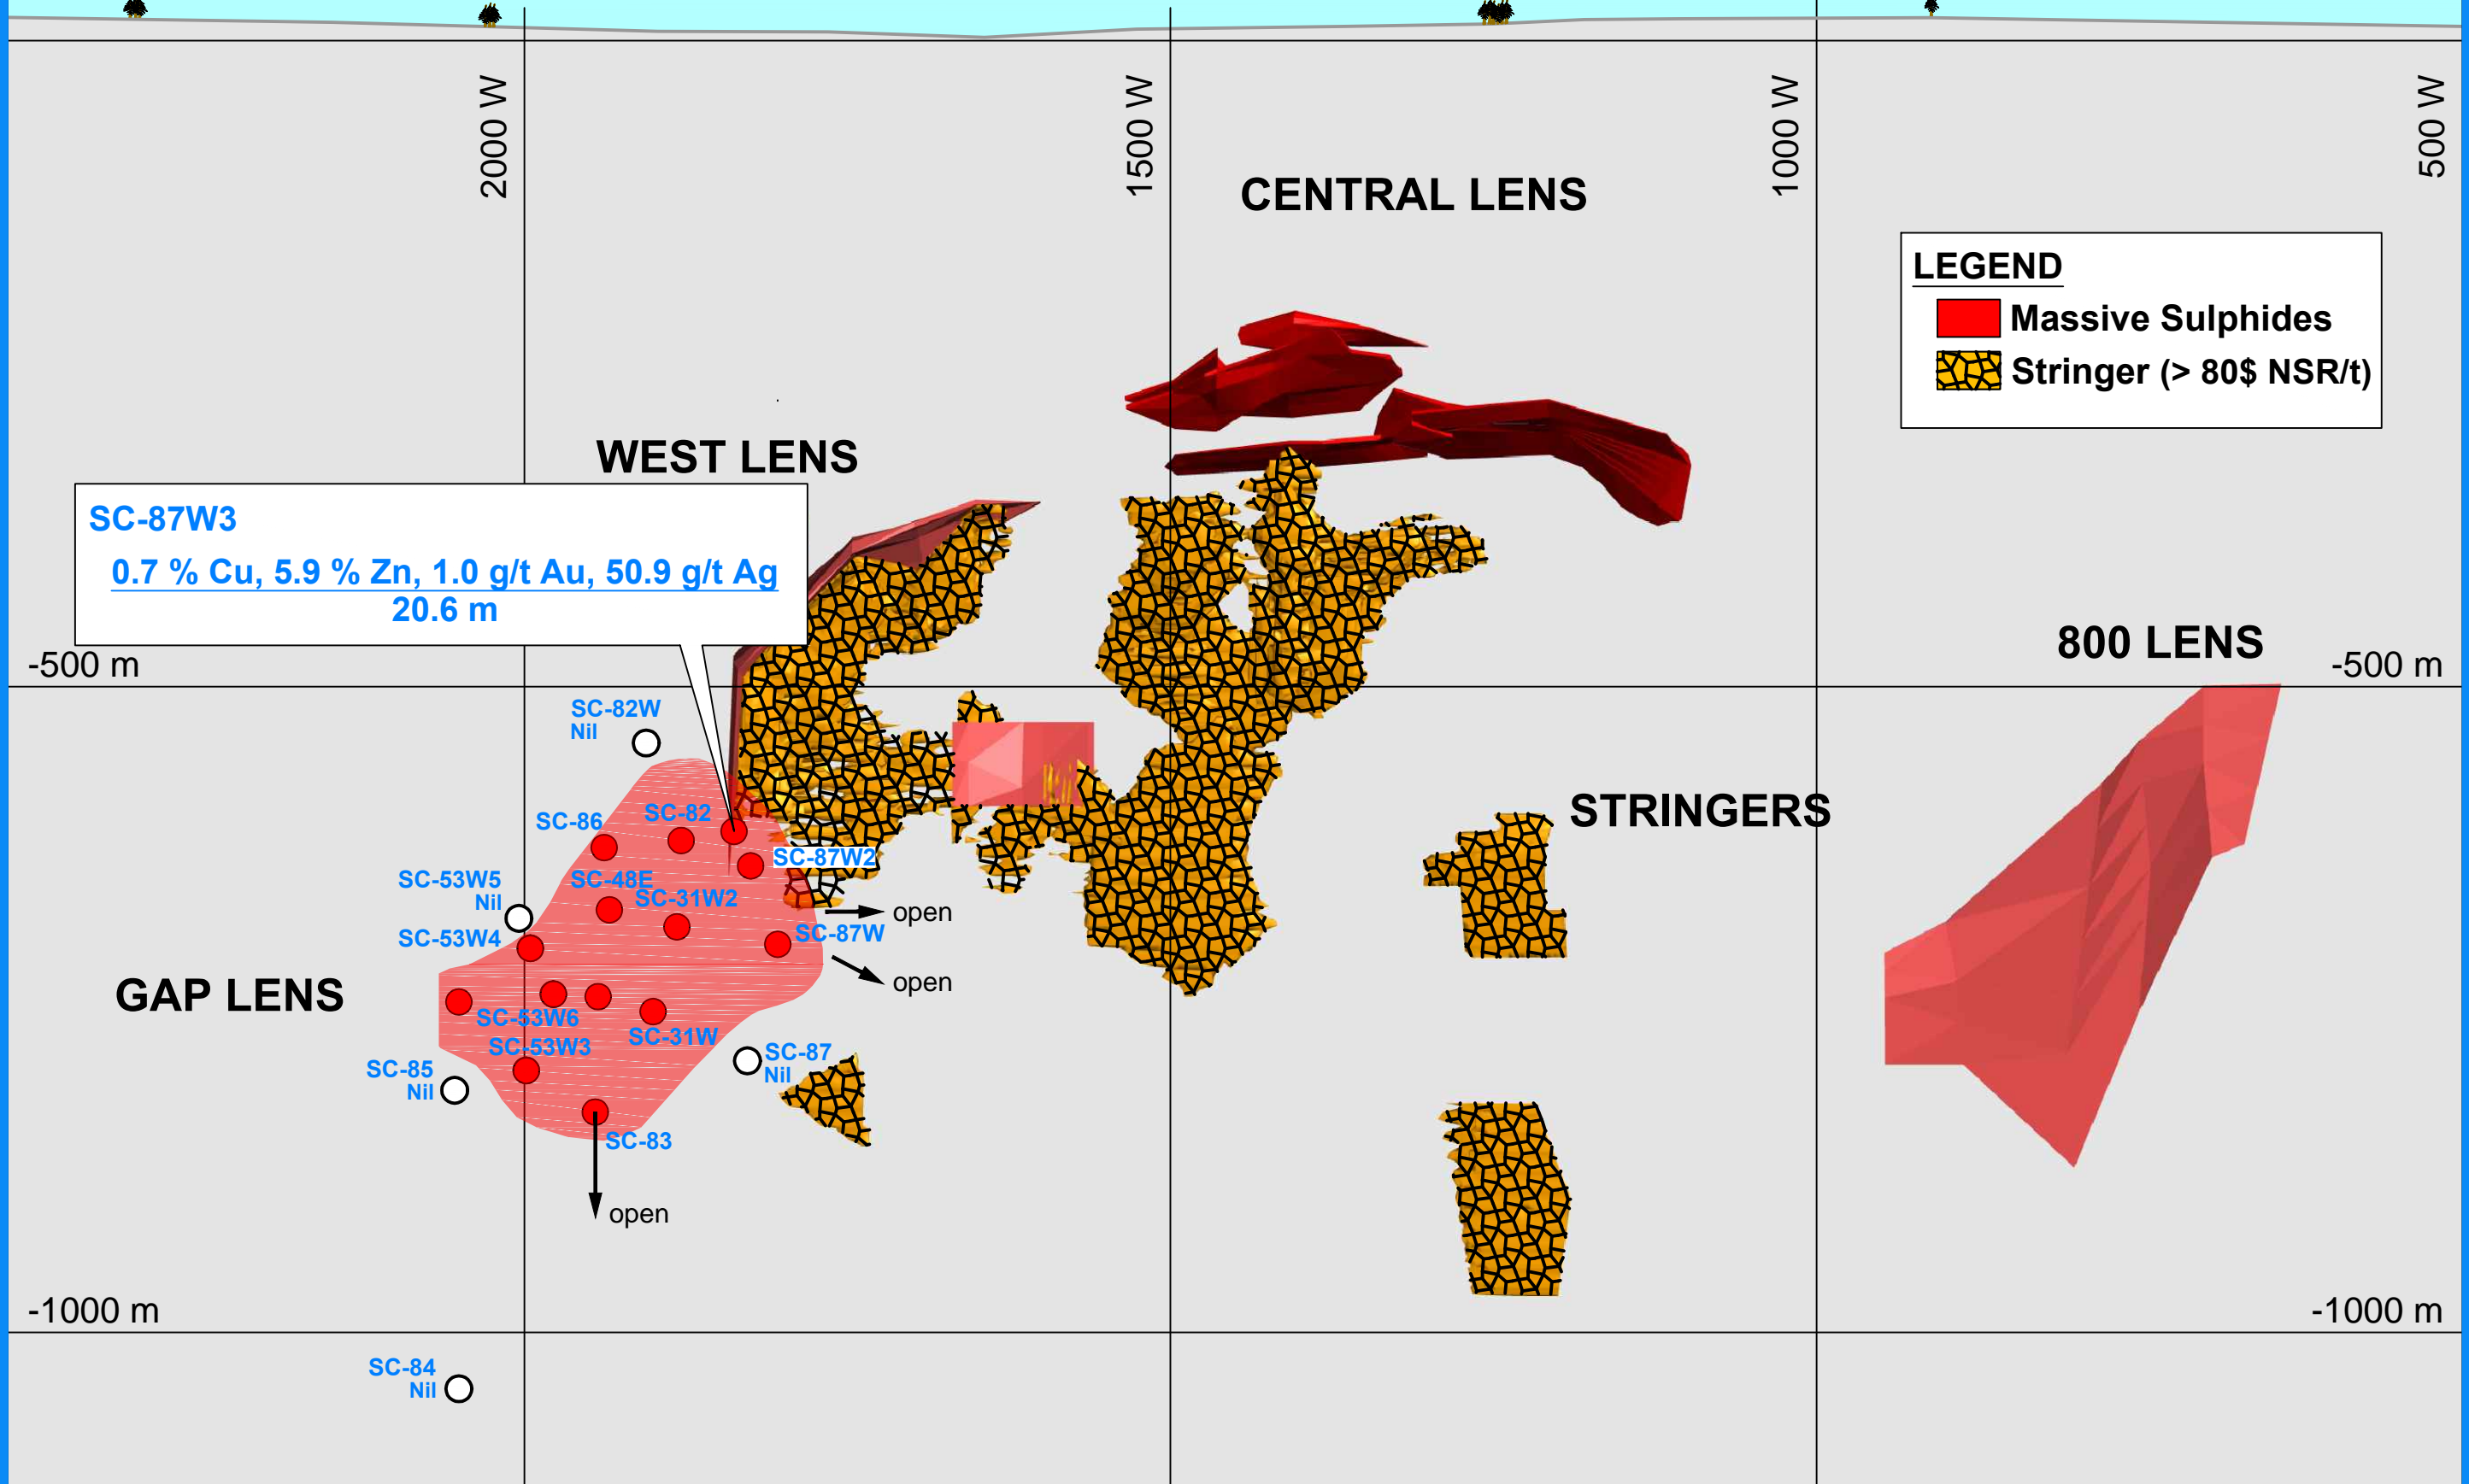 2000 W
1500 W
1000 W
500 W
CENTRAL LENS
LEGEND
Massive Sulphides
Stringer (> 80$ NSR/t)
WEST LENS
SC-87W3
0.7 % Cu, 5.9 % Zn, 1.0 g/t Au, 50.9 g/t Ag
20.6 m
800 LENS
-500 m
-500 m
SC-82W
Nil
STRINGERS
SC-86
SC-82
SC-87W2
SC-48E
SC-31W2
SC-53W5
Nil
open
SC-53W4
SC-87W
open
GAP LENS
SC-53W6
SC-31W
SC-53W3
SC-87
Nil
SC-85
Nil
SC-83
open
-1000 m
-1000 m
SC-84
Nil